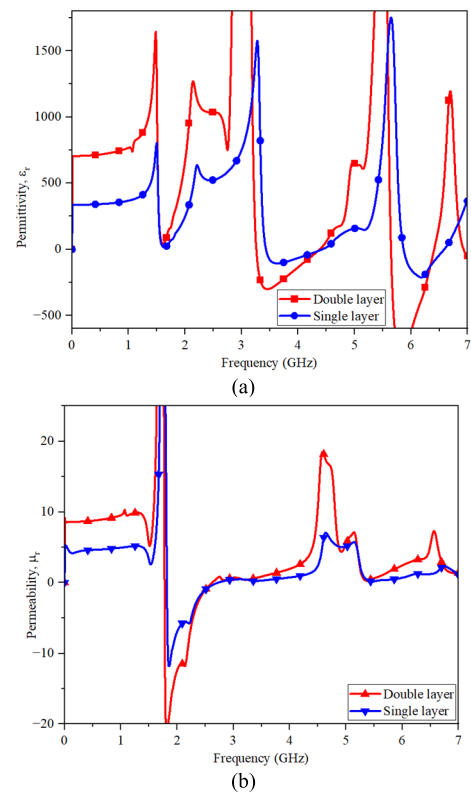 1500
1000
500
0
−500
Permittivity, εr
0 1 2 3 4 5 6 7
Frequency (GHz)
Double layer
Single layer
(a)
20
10
0
−10
−20
Permeability, μr
0 1 2 3 4 5 6 7
Frequency (GHz)
Double layer
Single layer
(b)